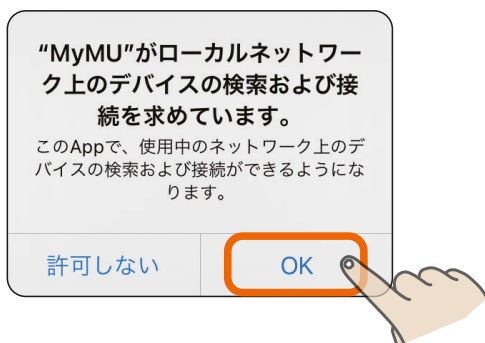 “MyMU”がローカルネットワー
ク上のデバイスの検索および接
続を求めています。
このAppで、使用中のネットワーク上のデ
バイスの検索および接続ができるようにな
ります。
許可しない
OK